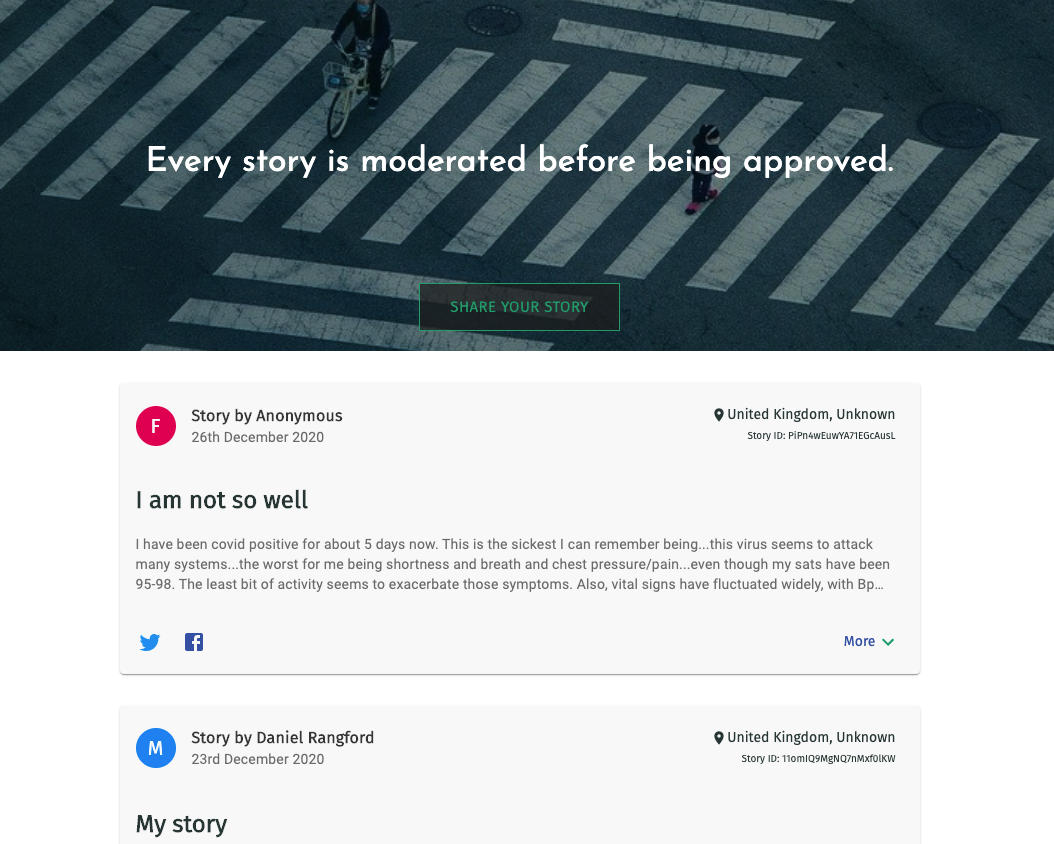 Every story is moderated before being approved.
SHARE YOUR STORY
F
Story by Anonymous
26th December 2020
United Kingdom, Unknown
Story ID: PiPn4wEuwYA71EGcAusL
I am not so well
I have been covid positive for about 5 days now. This is the sickest I can remember being...this virus seems to attack
many systems...the worst for me being shortness and breath and chest pressure/pain...even though my sats have been
95-98. The least bit of activity seems to exacerbate those symptoms. Also, vital signs have fluctuated widely, with Bp...
More
M
Story by Daniel Rangford
23rd December 2020
United Kingdom, Unknown
Story ID: 11omIQ9MgNQ7nMxf0lKW
My story